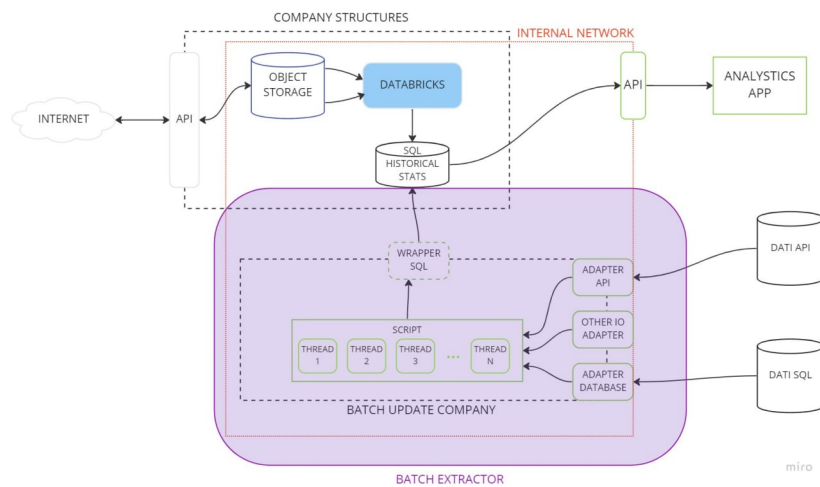 COMPANY STRUCTURES
INTERNAL NETWORK
OBJECT
STORAGE
DATABRICKS
API
ANALYSTICS
APP
INTERNET
API
SQL
HISTORICAL
STATS
WRAPPER
SQL
ADAPTER
API
DATI API
SCRIPT
OTHER IO
ADAPTER
THREAD
1
THREAD
2
THREAD
3
...
THREAD
N
ADAPTER
DATABASE
DATI SQL
BATCH UPDATE COMPANY
BATCH EXTRACTOR
miro